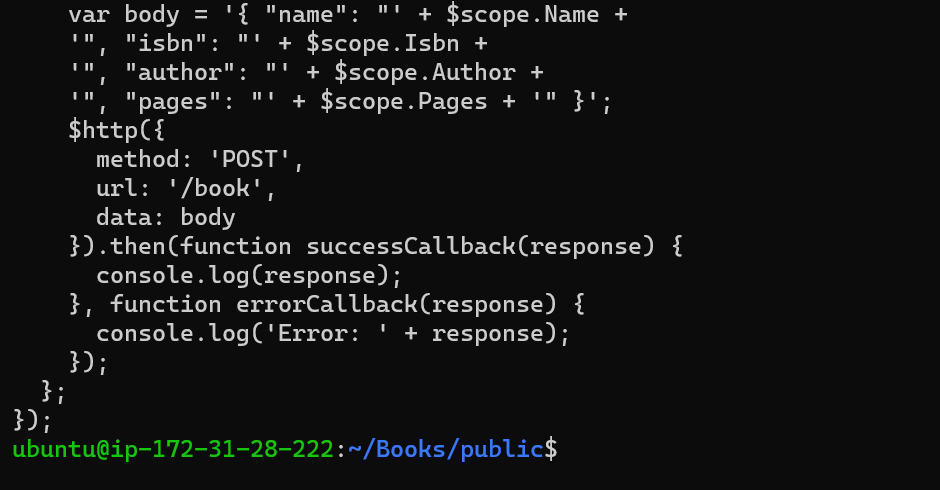 var body = '{ "name": "' + $scope.Name +
'", "isbn": "' + $scope.Isbn +
'", "author": "' + $scope.Author +
'", "pages": "' + $scope.Pages + '" }';
$http({
method: 'POST',
url: '/book',
data: body
}).then(function successCallback(response) {
console.log(response);
}, function errorCallback(response) {
console.log('Error: ' + response);
});
};
});
ubuntu@ip-172-31-28-222:~/Books/public$